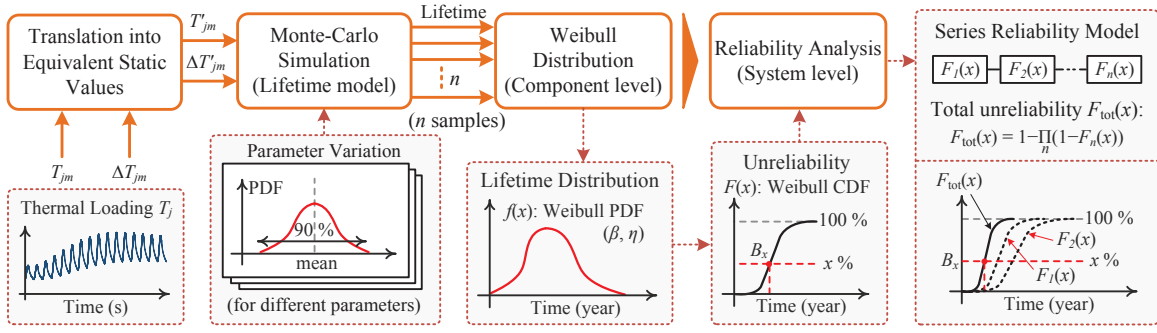 Translation into
Equivalent Static
Values
T'jm
ΔT'jm
Monte-Carlo
Simulation
(Lifetime model)
Lifetime
n
(n samples)
Weibull
Distribution
(Component level)
Reliability Analysis
(System level)
Series Reliability Model
F1(x)
F2(x)
Fn(x)
Total unreliability Ftot(x):
Ftot(x) = 1−∏(1−Fn(x))
n
Tjm
ΔTjm
Thermal Loading Tj
Time (s)
Parameter Variation
PDF
90 %
mean
(for different parameters)
Lifetime Distribution
f(x): Weibull PDF
(β, η)
Time (year)
Unreliability
F(x): Weibull CDF
100 %
Bx
x %
Time (year)
Ftot(x)
100 %
F2(x)
Bx
x %
F1(x)
Time (year)